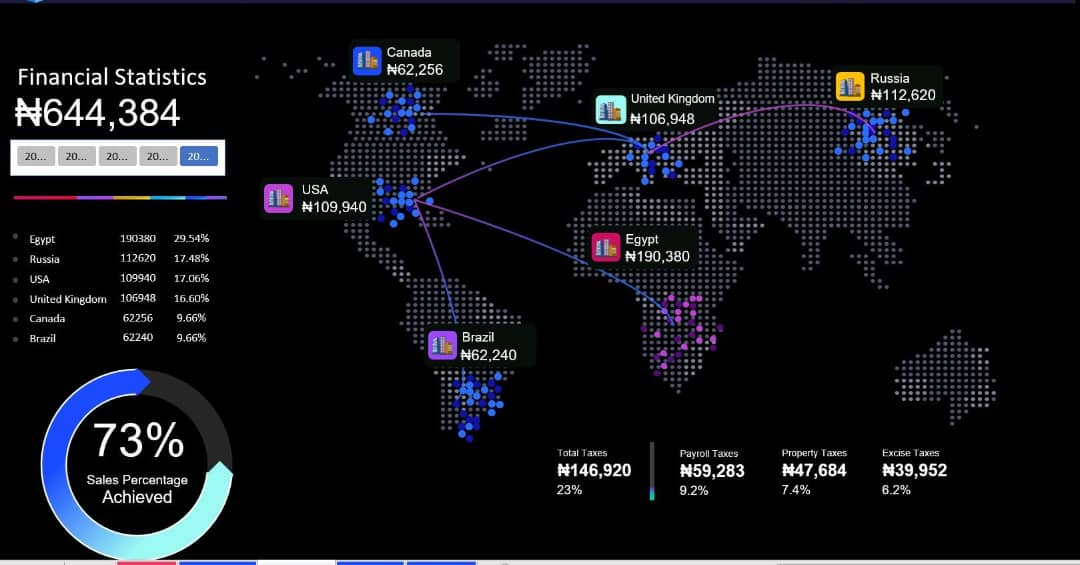 Financial Statistics
₦644,384
20... 20... 20... 20... 20...
Egypt 190380 29.54%
Russia 112620 17.48%
USA 109940 17.06%
United Kingdom 106948 16.60%
Canada 62256 9.66%
Brazil 62240 9.66%
73%
Sales Percentage
Achieved
Canada
₦62,256
United Kingdom
₦106,948
Russia
₦112,620
USA
₦109,940
Egypt
₦190,380
Brazil
₦62,240
Total Taxes
₦146,920
23%
Payroll Taxes
₦59,283
9.2%
Property Taxes
₦47,684
7.4%
Excise Taxes
₦39,952
6.2%